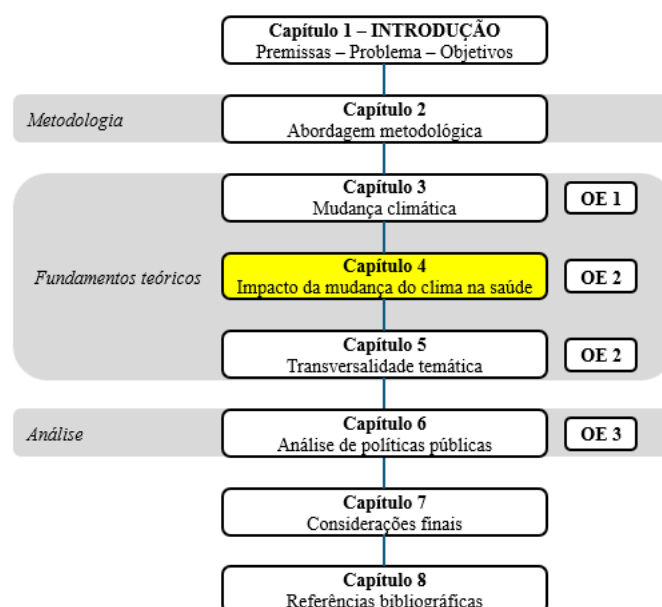 Capítulo 1 – INTRODUÇÃO
Premissas – Problema – Objetivos
Metodologia
Capítulo 2
Abordagem metodológica
Capítulo 3
Mudança climática
OE 1
Fundamentos teóricos
Capítulo 4
Impacto da mudança do clima na saúde
OE 2
Capítulo 5
Transversalidade temática
OE 2
Análise
Capítulo 6
Análise de políticas públicas
OE 3
Capítulo 7
Considerações finais
Capítulo 8
Referências bibliográficas